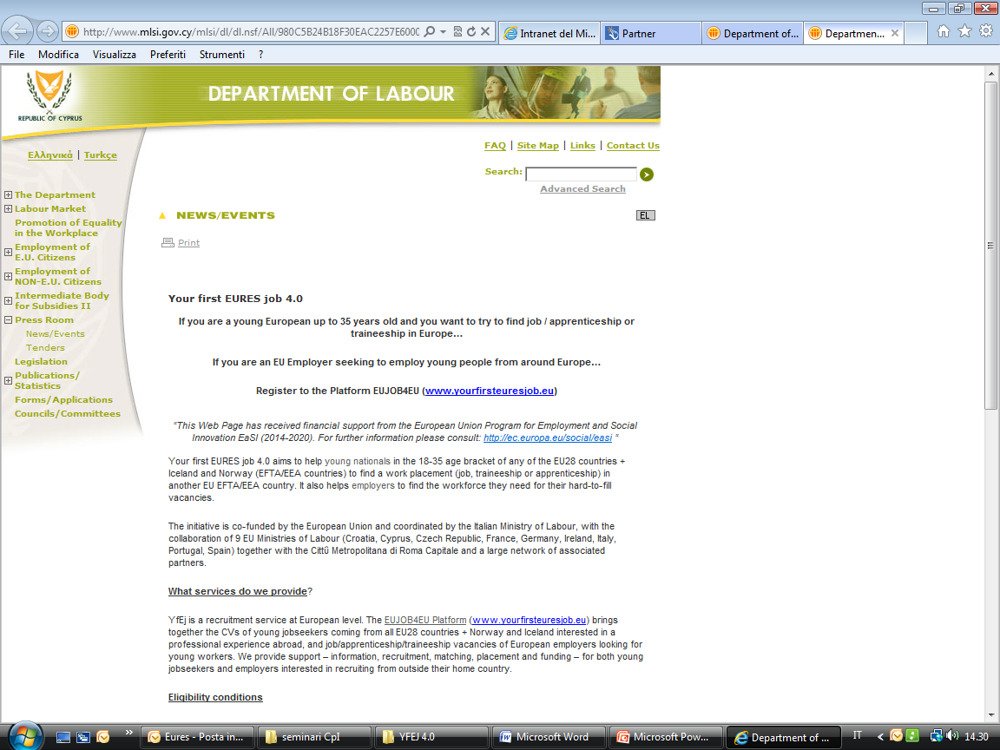 http://www.mlsi.gov.cy/mlsi/dl/dl.nsf/All/980C5B24B18F30EAC2257E600C
Intranet del Mi...
Partner
Department of...
Departmen...
File Modifica Visualizza Preferiti Strumenti ?
REPUBLIC OF CYPRUS
DEPARTMENT OF LABOUR
Ελληνικά | Turkçe
FAQ | Site Map | Links | Contact Us
Search:
Advanced Search
The Department
Labour Market
Promotion of Equality
in the Workplace
Employment of
E.U. Citizens
Employment of
NON-E.U. Citizens
Intermediate Body
for Subsidies II
Press Room
News/Events
Tenders
Legislation
Publications/
Statistics
Forms/Applications
Councils/Committees
NEWS/EVENTS
EL
Print
Your first EURES job 4.0
If you are a young European up to 35 years old and you want to try to find job / apprenticeship or
traineeship in Europe…
If you are an EU Employer seeking to employ young people from around Europe…
Register to the Platform EUJOB4EU (www.yourfirsteuresjob.eu)
“This Web Page has received financial support from the European Union Program for Employment and Social
Innovation EaSI (2014-2020). For further information please consult: http://ec.europa.eu/social/easi “
Your first EURES job 4.0 aims to help young nationals in the 18-35 age bracket of any of the EU28 countries +
Iceland and Norway (EFTA/EEA countries) to find a work placement (job, traineeship or apprenticeship) in
another EU EFTA/EEA country. It also helps employers to find the workforce they need for their hard-to-fill
vacancies.
The initiative is co-funded by the European Union and coordinated by the Italian Ministry of Labour, with the
collaboration of 9 EU Ministries of Labour (Croatia, Cyprus, Czech Republic, France, Germany, Ireland, Italy,
Portugal, Spain) together with the Cittΰ Metropolitana di Roma Capitale and a large network of associated
partners.
What services do we provide?
YfEj is a recruitment service at European level. The EUJOB4EU Platform (www.yourfirsteuresjob.eu) brings
together the CVs of young jobseekers coming from all EU28 countries + Norway and Iceland interested in a
professional experience abroad, and job/apprenticeship/traineeship vacancies of European employers looking for
young workers. We provide support – information, recruitment, matching, placement and funding – for both young
jobseekers and employers interested in recruiting from outside their home country.
Eligibility conditions
Eures - Posta in...
seminari CpI
YFEJ 4.0
Microsoft Word
Microsoft Pow...
Department of ...
IT
14.30